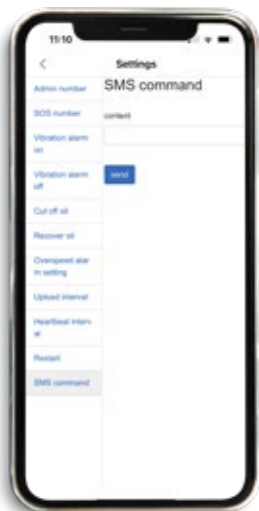 11:10
Settings
Admin number
SOS number
Vibration alarm
on
Vibration alarm
off
Cut off oil
Recover oil
Overspeed alar
m setting
Upload interval
Heartbeat interv
al
Restart
SMS command
SMS command
content
send